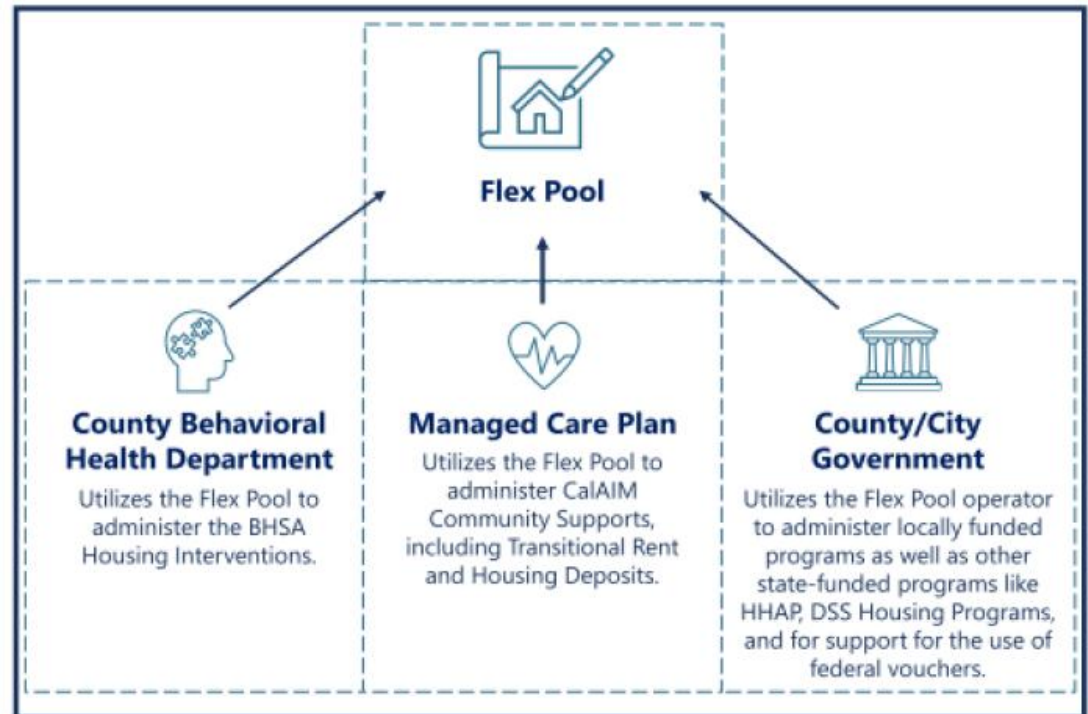 Flex Pool
County Behavioral
Health Department
Utilizes the Flex Pool to
administer the BHSA
Housing Interventions.
Managed Care Plan
Utilizes the Flex Pool to
administer CalAIM
Community Supports,
including Transitional Rent
and Housing Deposits.
County/City
Government
Utilizes the Flex Pool operator
to administer locally funded
programs as well as other
state-funded programs like
HHAP, DSS Housing Programs,
and for support for the use of
federal vouchers.